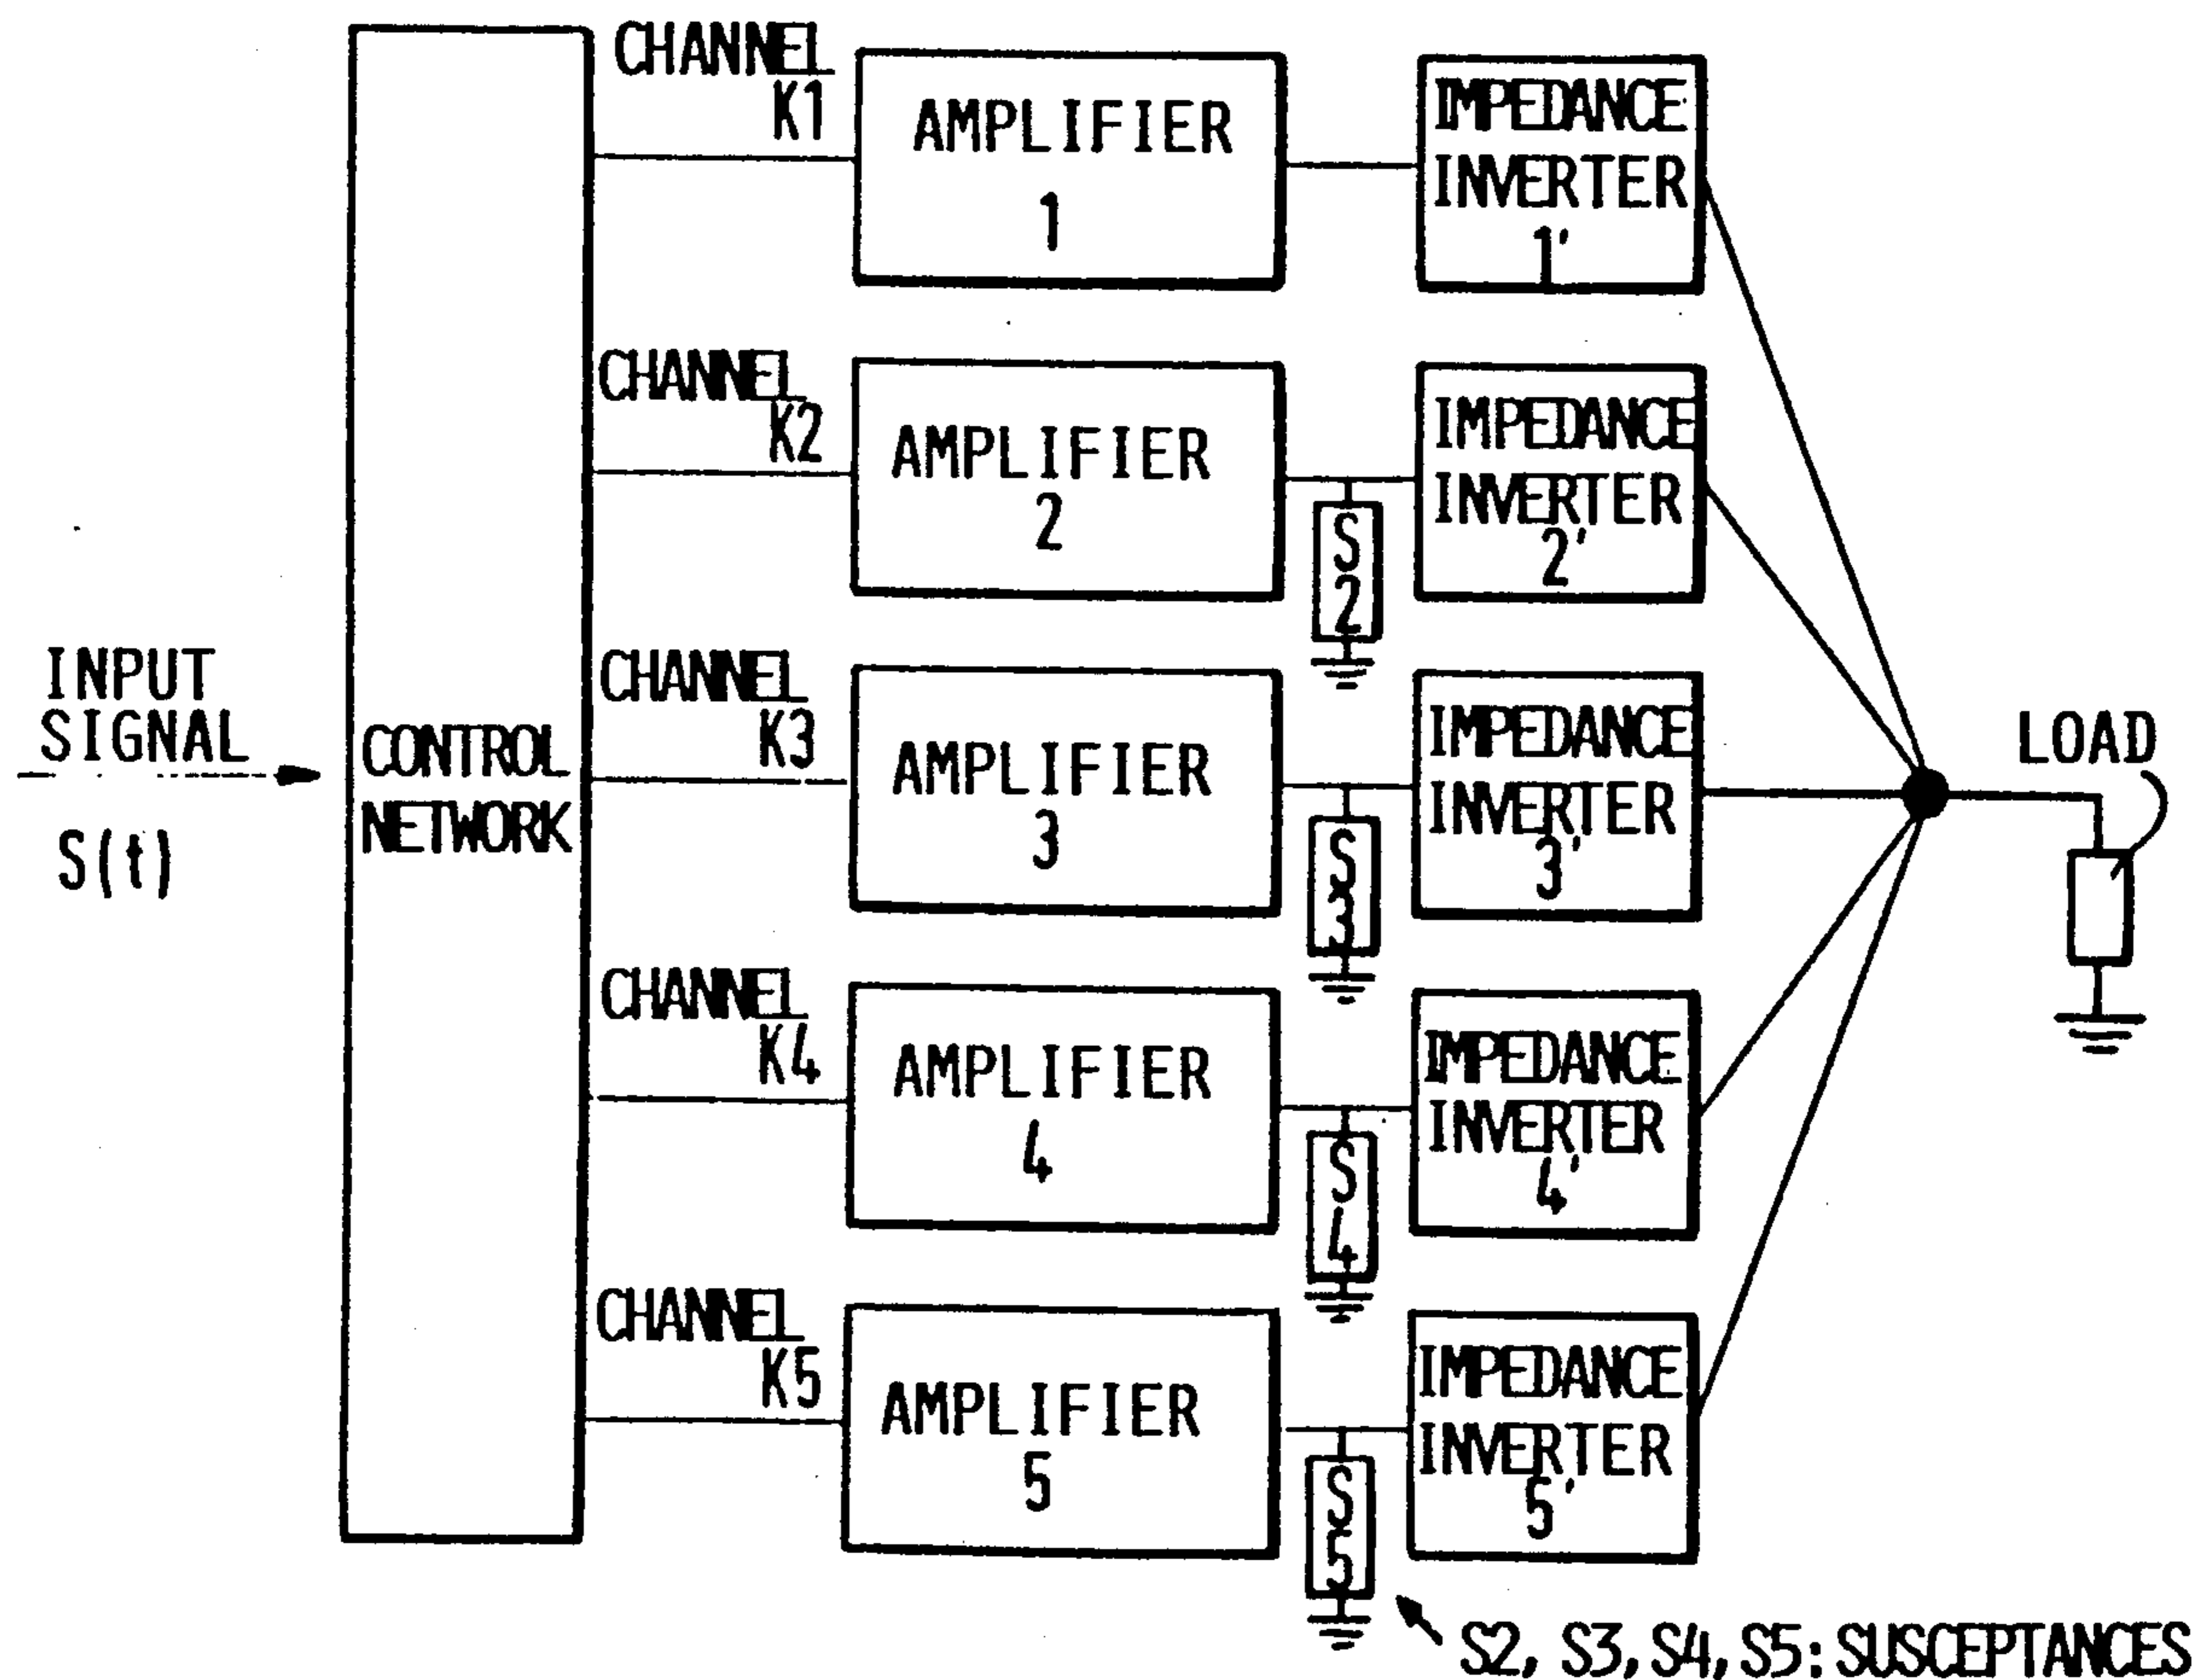 INPUT
SIGNAL
S(t)
CONTROL
NETWORK
CHANNEL
K1
AMPLIFIER
1
IMPEDANCE
INVERTER
1'
CHANNEL
K2
AMPLIFIER
2
S
2
IMPEDANCE
INVERTER
2'
CHANNEL
K3
AMPLIFIER
3
S
3
IMPEDANCE
INVERTER
3'
CHANNEL
K4
AMPLIFIER
4
S
4
IMPEDANCE
INVERTER
4'
CHANNEL
K5
AMPLIFIER
5
S
5
IMPEDANCE
INVERTER
5'
LOAD
S2, S3, S4, S5: SUSCEPTANCES